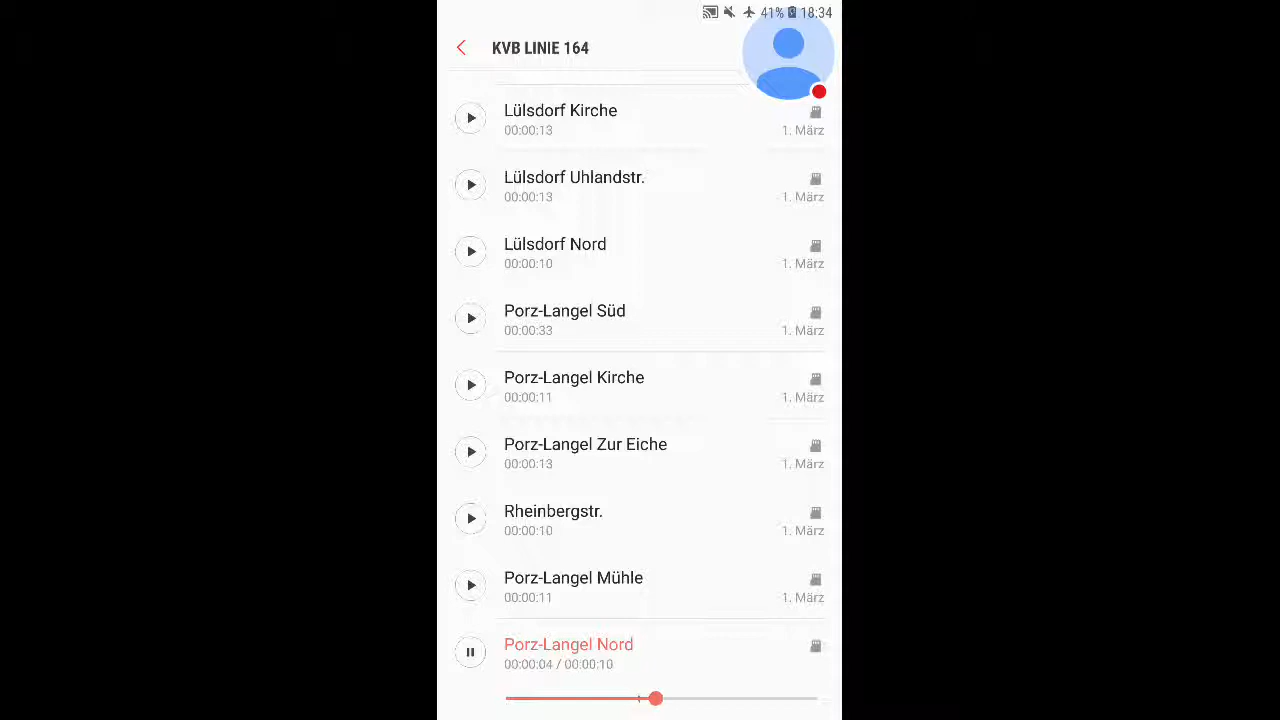 41% 18:34
KVB LINIE 164
Lülsdorf Kirche
00:00:13 1. März
Lülsdorf Uhlandstr.
00:00:13 1. März
Lülsdorf Nord
00:00:10 1. März
Porz-Langel Süd
00:00:33 1. März
Porz-Langel Kirche
00:00:11 1. März
Porz-Langel Zur Eiche
00:00:13 1. März
Rheinbergstr.
00:00:10 1. März
Porz-Langel Mühle
00:00:11 1. März
Porz-Langel Nord
00:00:04 / 00:00:10